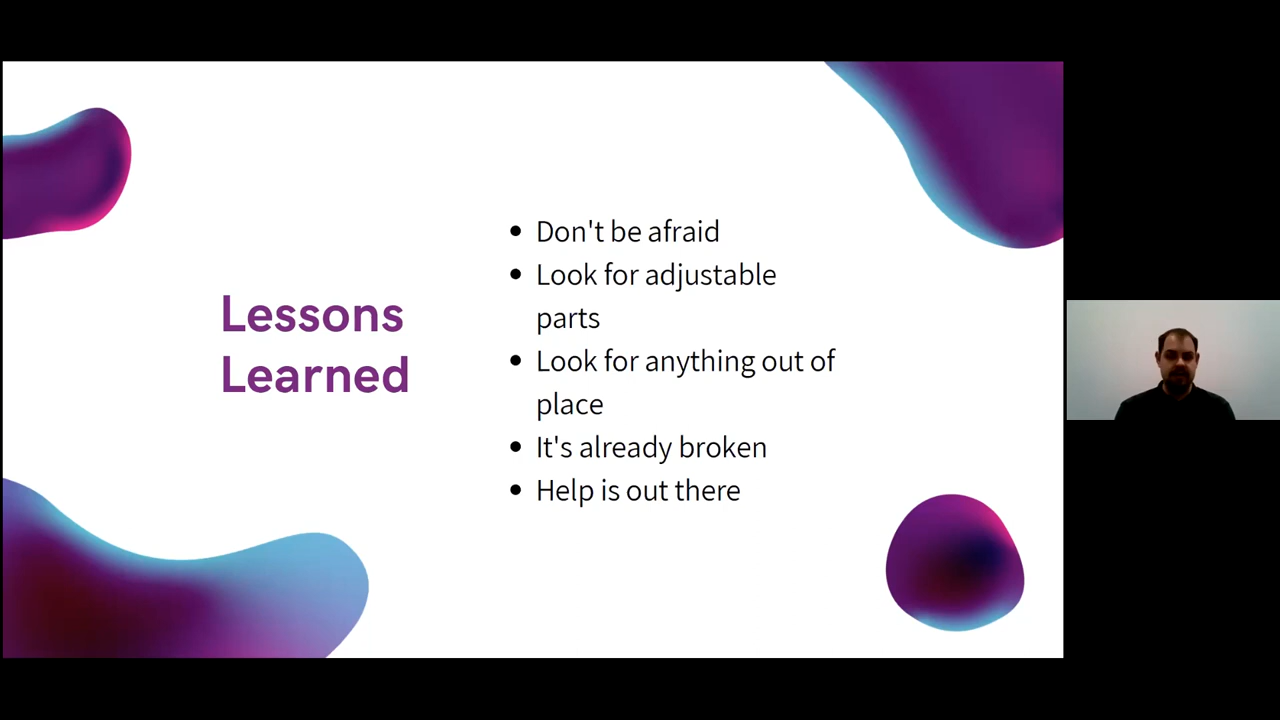 Lessons
Learned
Don't be afraid
Look for adjustable
parts
Look for anything out of
place
It's already broken
Help is out there